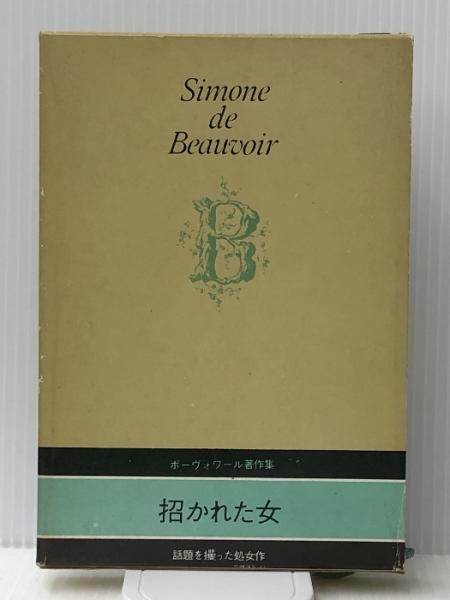 Simone
de
Beauvoir
B
ボーヴォワール著作集
招かれた女
話題を攫った処女作